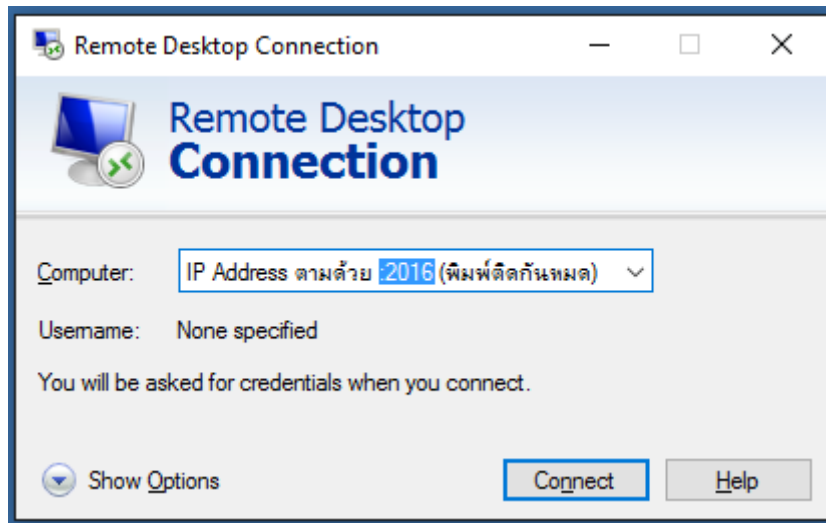 Remote Desktop Connection
Remote Desktop
Connection
Computer: IP Address ตามด้วย :2016 (พิมพ์ติดกันหมด)
Username: None specified
You will be asked for credentials when you connect.
Show Options Connect Help